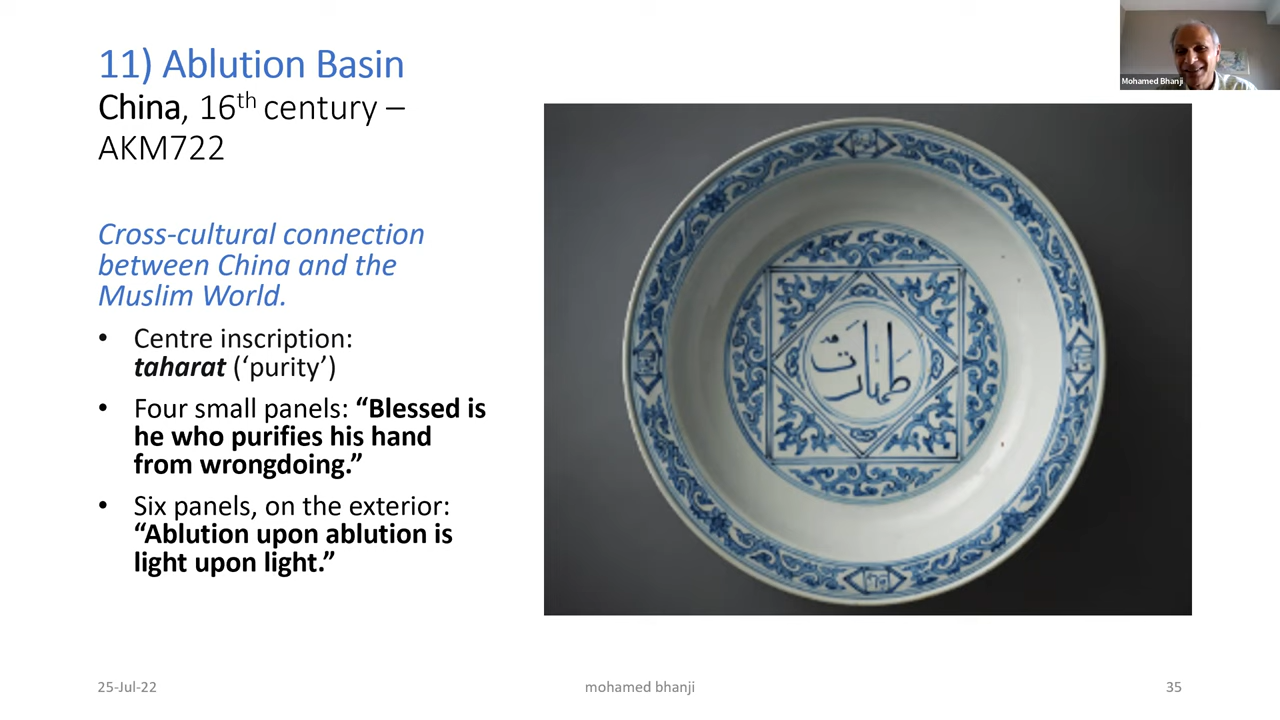 11) Ablution Basin
China, 16th century –
AKM722
Cross-cultural connection
between China and the
Muslim World.
• Centre inscription:
taharat (‘purity’)
• Four small panels: “Blessed is
he who purifies his hand
from wrongdoing.”
• Six panels, on the exterior:
“Ablution upon ablution is
light upon light.”
Mohamed Bhanji
طهارت
25-Jul-22
mohamed bhanji
35